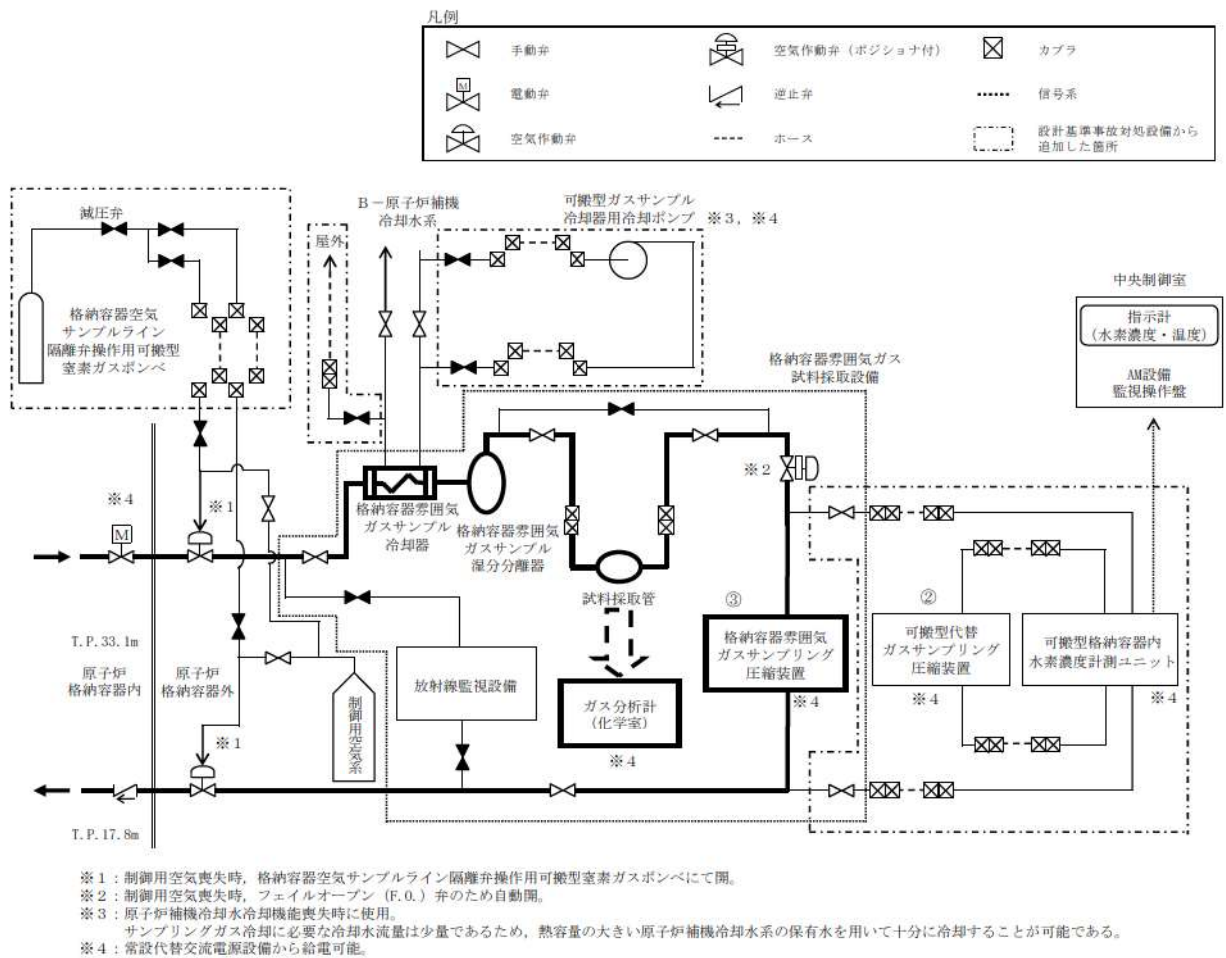 凡例
手動弁
空気作動弁（ポジショナ付）
カプラ
M
電動弁
逆止弁
信号系
空気作動弁
ホース
設計基準事故対処設備から
追加した箇所
減圧弁
格納容器空気
サンプルライン
隔離弁操作用可搬型
窒素ガスボンベ
屋外
B－原子炉補機
冷却水系
可搬型ガスサンプル
冷却器用冷却ポンプ
※3，※4
格納容器雰囲気ガス
試料採取設備
中央制御室
指示計
（水素濃度・温度）
AM設備
監視操作盤
※4
M
※1
格納容器雰囲気
ガスサンプル
冷却器
格納容器雰囲気
ガスサンプル
湿分分離器
試料採取管
※2
T.P.33.1m
原子炉
格納容器内
原子炉
格納容器外
※1
制御用空気系
放射線監視設備
ガス分析計
（化学室）
※4
③
格納容器雰囲気
ガスサンプリング
圧縮装置
※4
②
可搬型代替
ガスサンプリング
圧縮装置
※4
可搬型格納容器内
水素濃度計測ユニット
※4
T.P.17.8m
※1：制御用空気喪失時，格納容器空気サンプルライン隔離弁操作用可搬型窒素ガスボンベにて開。
※2：制御用空気喪失時，フェイルオープン（F.O.）弁のため自動開。
※3：原子炉補機冷却水冷却機能喪失時に使用。
サンプリングガス冷却に必要な冷却水流量は少量であるため，熱容量の大きい原子炉補機冷却水系の保有水を用いて十分に冷却することが可能である。
※4：常設代替交流電源設備から給電可能。